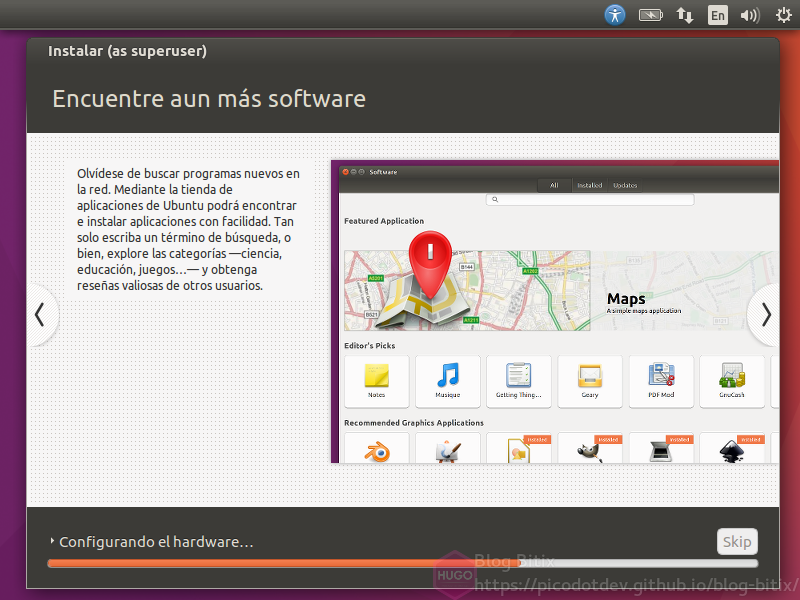 En
Instalar (as superuser)
Encuentre aun más software
Olvídese de buscar programas nuevos en
la red. Mediante la tienda de
aplicaciones de Ubuntu podrá encontrar
e instalar aplicaciones con facilidad. Tan
solo escriba un término de búsqueda, o
bien, explore las categorías —ciencia,
educación, juegos…— y obtenga
reseñas valiosas de otros usuarios.
Software
All Installed Updates
Featured Application
B144
A5201
A5202
B521
A1211
Maps
A simple maps application
Editor's Picks
Notes Musique Getting Thing... Geary PDF Mod GnuCash
Recommended Graphics Applications
Installed Installed Installed Installed
Configurando el hardware…
Skip
HUGO
Blog Bitix
https://picodotdev.github.io/blog-bitix/